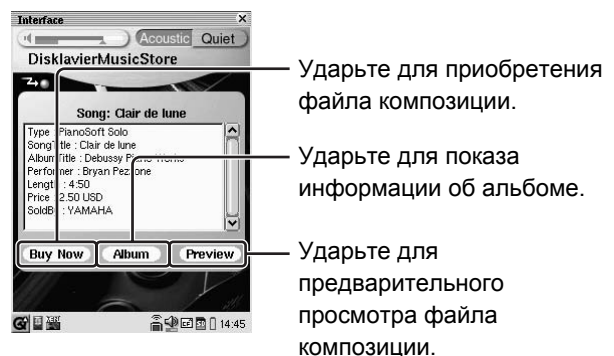 Interface
Acoustic Quiet
DisklavierMusicStore
Song: Clair de lune
Type : PianoSoft Solo
SongTitle : Clair de lune
AlbumTitle : Debussy Piano Works
Performer : Bryan Pezzone
Length : 4:50
Price : 2.50 USD
SoldBy : YAMAHA
Buy Now Album Preview
14:45
Ударьте для приобретения
файла композиции.
Ударьте для показа
информации об альбоме.
Ударьте для
предварительного
просмотра файла
композиции.